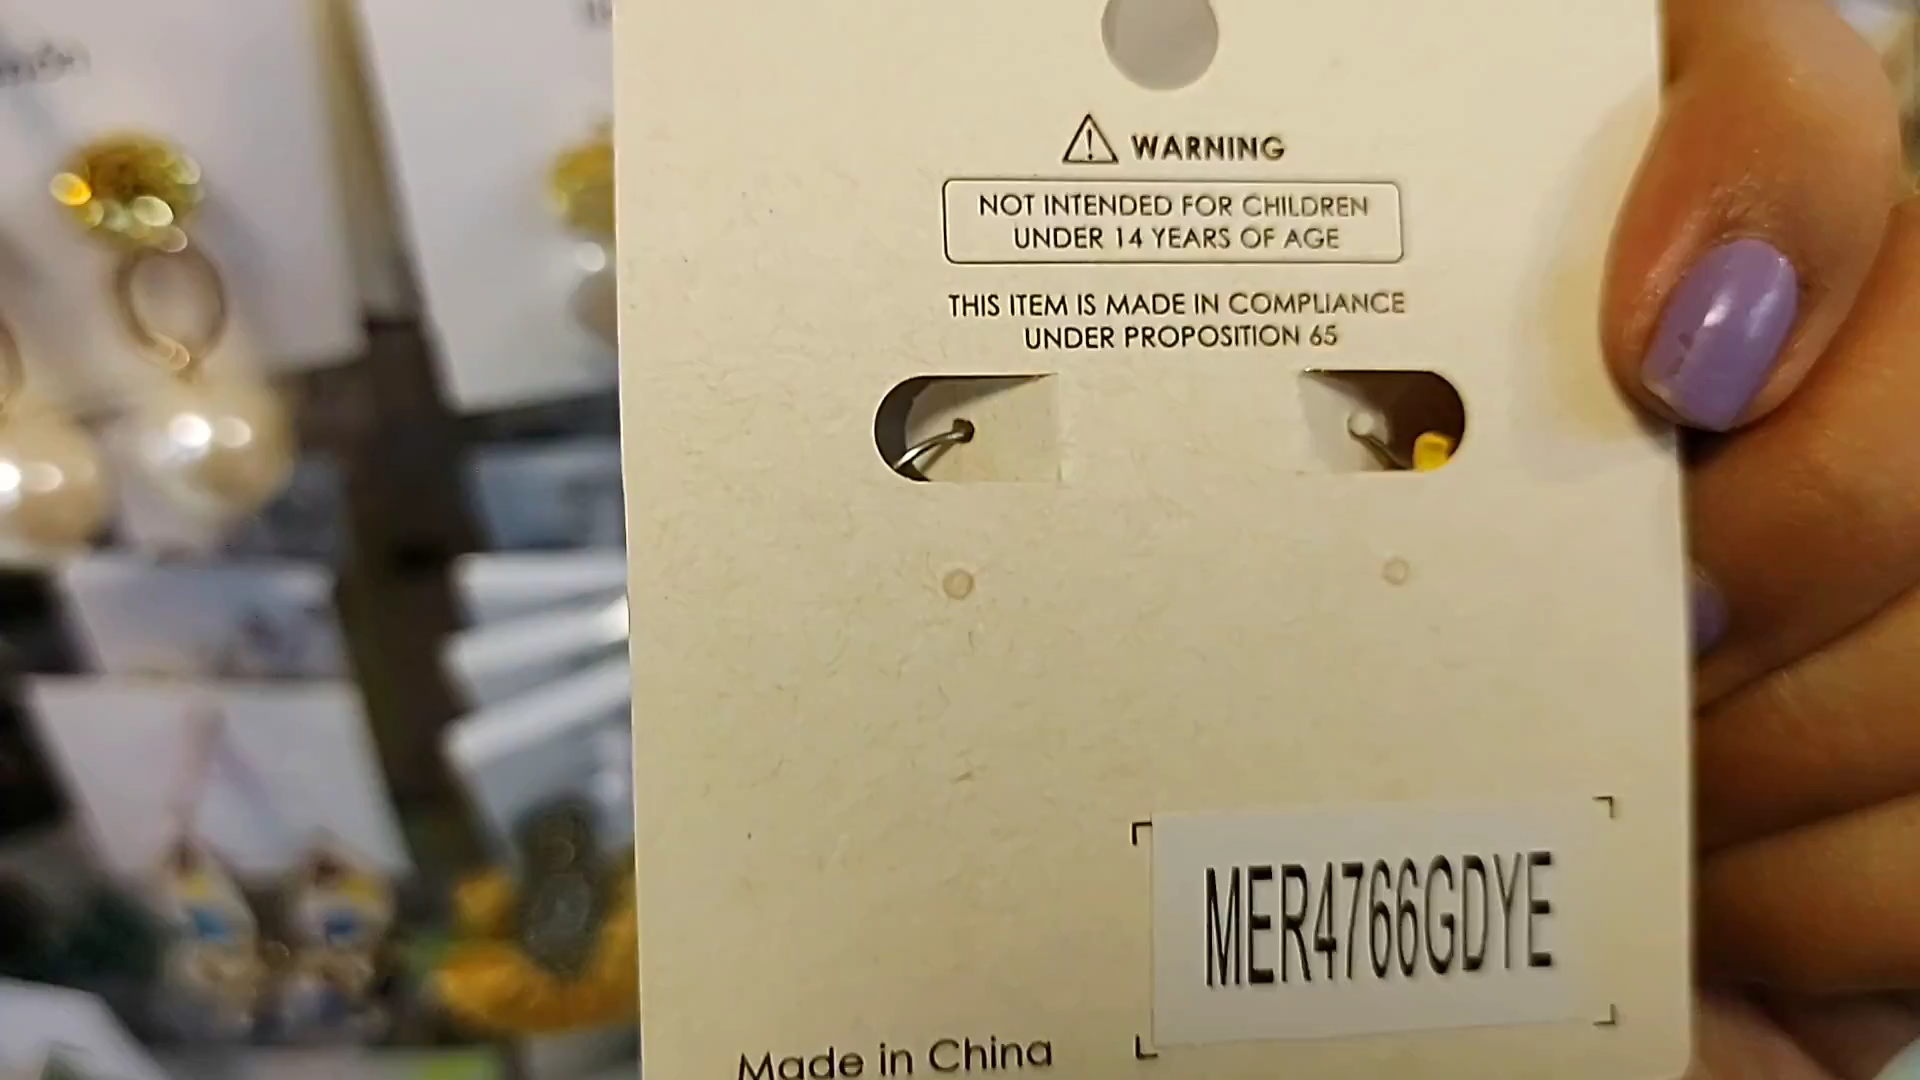 WARNING
NOT INTENDED FOR CHILDREN
UNDER 14 YEARS OF AGE
THIS ITEM IS MADE IN COMPLIANCE
UNDER PROPOSITION 65
MER4766GDYE
Made in China